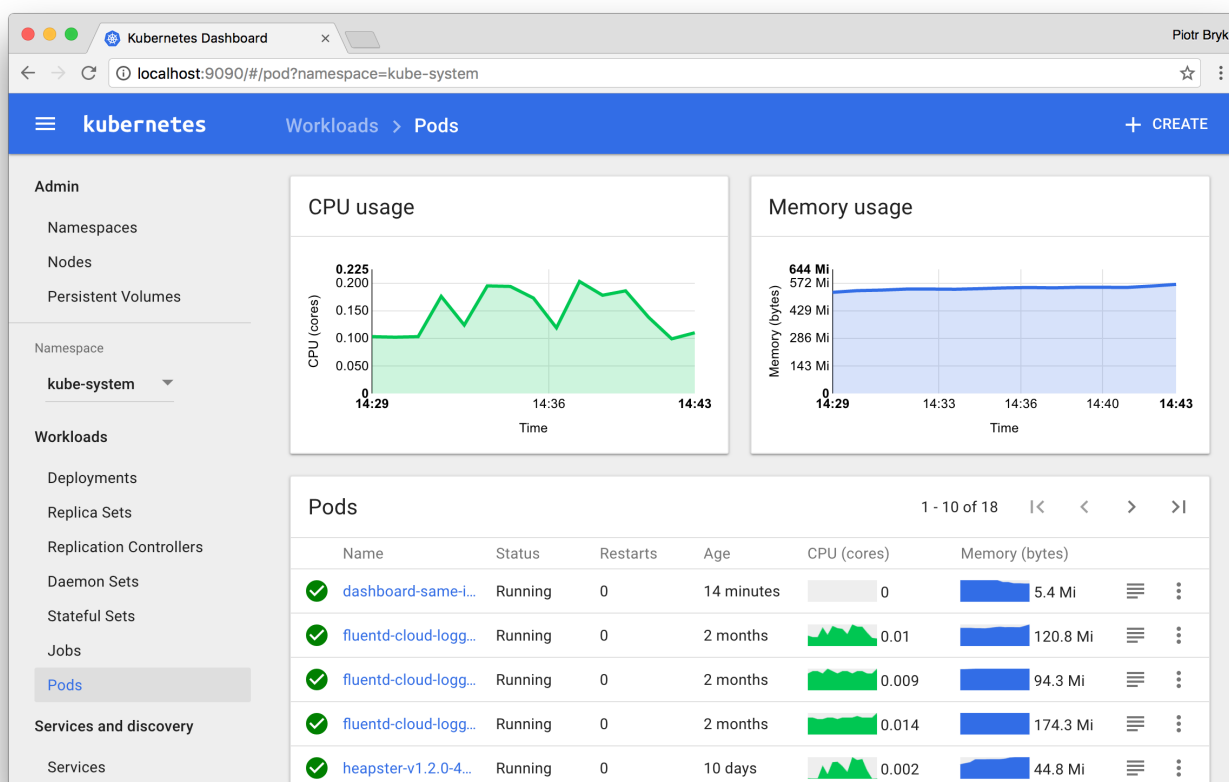 Kubernetes Dashboard
Piotr Bryk
localhost:9090/#/pod?namespace=kube-system
kubernetes
Workloads > Pods
+ CREATE
Admin
Namespaces
Nodes
Persistent Volumes
Namespace
kube-system
Workloads
Deployments
Replica Sets
Replication Controllers
Daemon Sets
Stateful Sets
Jobs
Pods
Services and discovery
Services
CPU usage
CPU (cores)
0.225
0.200
0.150
0.100
0.050
0
14:29 14:36 14:43
Time
Memory usage
Memory (bytes)
644 Mi
572 Mi
429 Mi
286 Mi
143 Mi
0
14:29 14:33 14:36 14:40 14:43
Time
Pods
1 - 10 of 18
Name Status Restarts Age CPU (cores) Memory (bytes)
dashboard-same-i... Running 0 14 minutes 0 5.4 Mi
fluentd-cloud-logg... Running 0 2 months 0.01 120.8 Mi
fluentd-cloud-logg... Running 0 2 months 0.009 94.3 Mi
fluentd-cloud-logg... Running 0 2 months 0.014 174.3 Mi
heapster-v1.2.0-4... Running 0 10 days 0.002 44.8 Mi